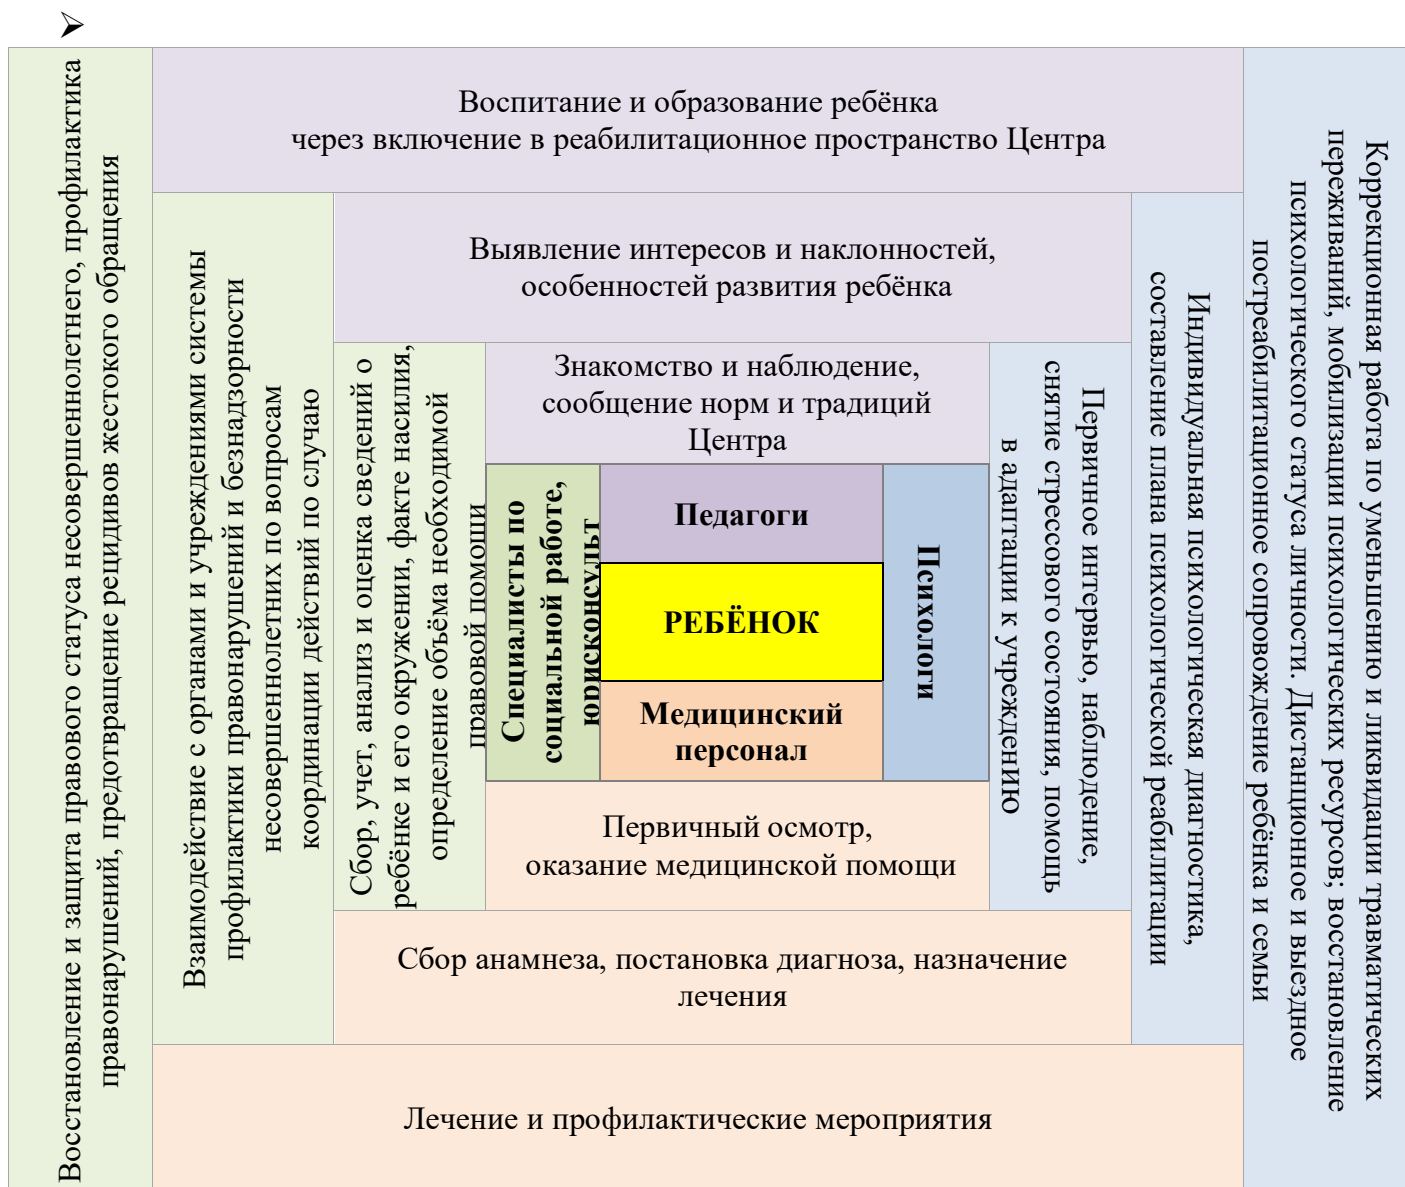 ➢
Восстановление и защита правового статуса несовершеннолетнего, профилактика
правонарушений, предотвращение рецидивов жестокого обращения
Воспитание и образование ребёнка
через включение в реабилитационное пространство Центра
Взаимодействие с органами и учреждениями системы
профилактики правонарушений и безнадзорности
несовершеннолетних по вопросам
координации действий по случаю
Выявление интересов и наклонностей,
особенностей развития ребёнка
Сбор, учет, анализ и оценка сведений о
ребёнке и его окружении, факте насилия,
определение объёма необходимой
правовой помощи
Знакомство и наблюдение,
сообщение норм и традиций
Центра
Специалисты по
социальной работе,
юрисконсульт
Педагоги
РЕБЁНОК
Медицинский
персонал
Психологи
Первичное интервью, наблюдение,
снятие стрессового состояния, помощь
в адаптации к учреждению
Индивидуальная психологическая диагностика,
составление плана психологической реабилитации
Коррекционная работа по уменьшению и ликвидации травматических
переживаний, мобилизации психологических ресурсов; восстановление
психологического статуса личности. Дистанционное и выездное
постреабилитационное сопровождение ребёнка и семьи
Первичный осмотр,
оказание медицинской помощи
Сбор анамнеза, постановка диагноза, назначение
лечения
Лечение и профилактические мероприятия